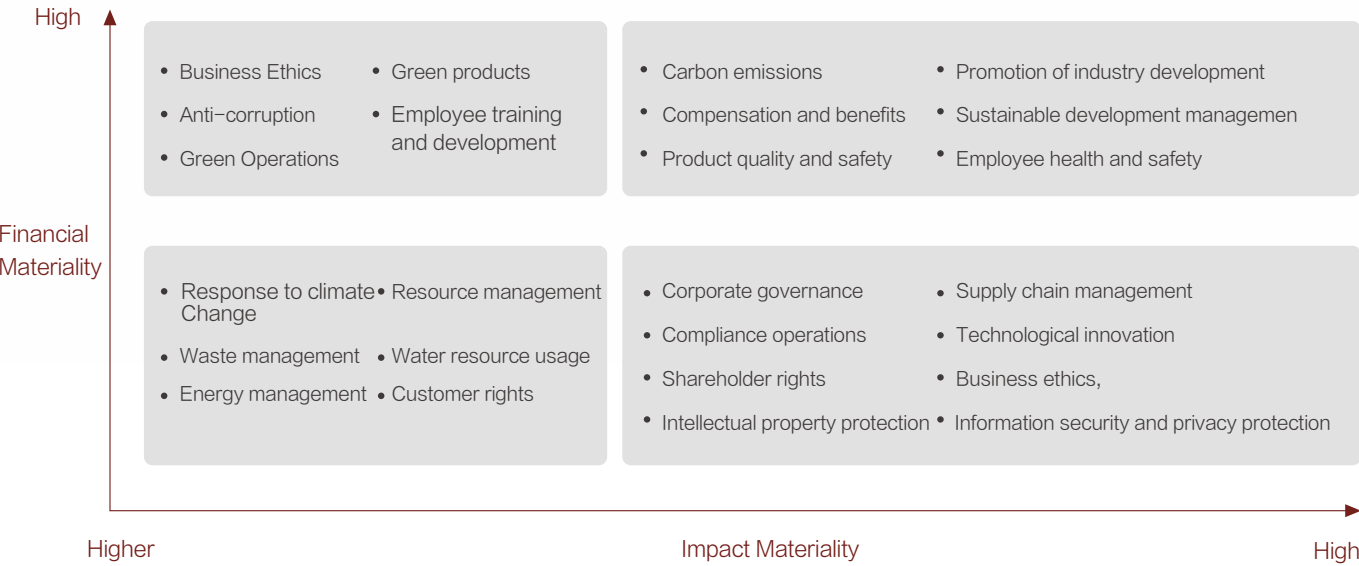 High
Business Ethics
Anti-corruption
Green Operations
Green products
Employee training
and development
Carbon emissions
Compensation and benefits
Product quality and safety
Promotion of industry development
Sustainable development managemen
Employee health and safety
Financial
Materiality
Response to climate
Change
Waste management
Energy management
Resource management
Water resource usage
Customer rights
Corporate governance
Compliance operations
Shareholder rights
Intellectual property protection
Supply chain management
Technological innovation
Business ethics,
Information security and privacy protection
Higher
Impact Materiality
High